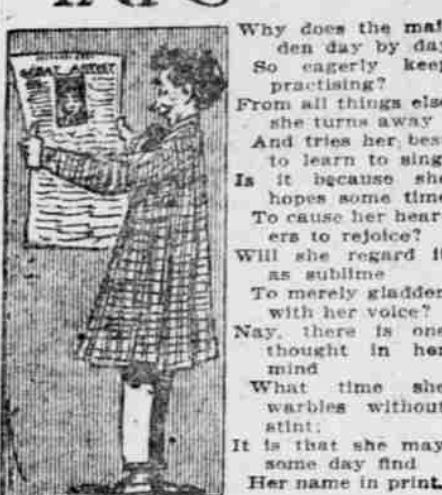 GREAT ARTIST
Why does the mai
den day by da
So eagerly keep
practising?
From all things else
she turns away
And tries her bes
to learn to sing
Is it because she
hopes some time
To cause her hear
ers to rejoice?
Will she regard it
as sublime
To merely gladden
with her voice?
Nay, there is one
thought in her
mind
What time she
warbles without
stint;
It is that she may
some day find
Her name in print.